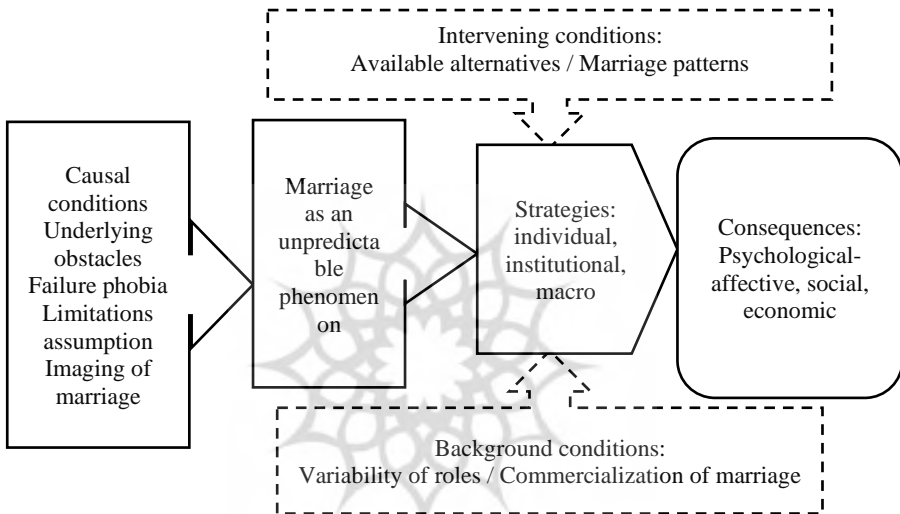 Intervening conditions:
Available alternatives / Marriage patterns
Causal
conditions
Underlying
obstacles
Failure phobia
Limitations
assumption
Imaging of
marriage
Marriage
as an
unpredicta
ble
phenomen
on
Strategies:
individual,
institutional,
macro
Consequences:
Psychological-
affective, social,
economic
Background conditions:
Variability of roles / Commercialization of marriage